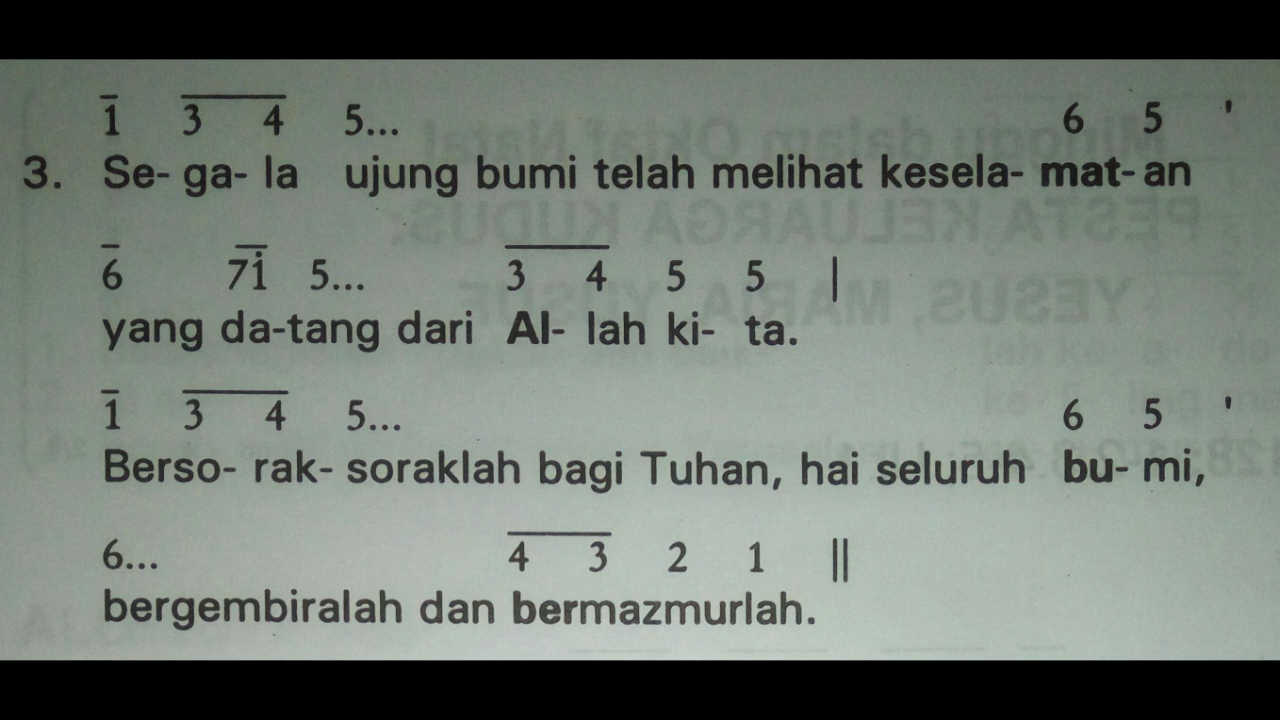 1̅ 3̅ 4̅ 5... 6 5 '
3. Se- ga- la ujung bumi telah melihat kesela- mat- an
6̅ 7̅i̅ 5... 3̅ 4̅ 5 5 |
yang da-tang dari Al- lah ki- ta.
1̅ 3̅ 4̅ 5... 6 5 '
Berso- rak- soraklah bagi Tuhan, hai seluruh bu- mi,
6... 4̅ 3̅ 2 1 ||
bergembiralah dan bermazmurlah.